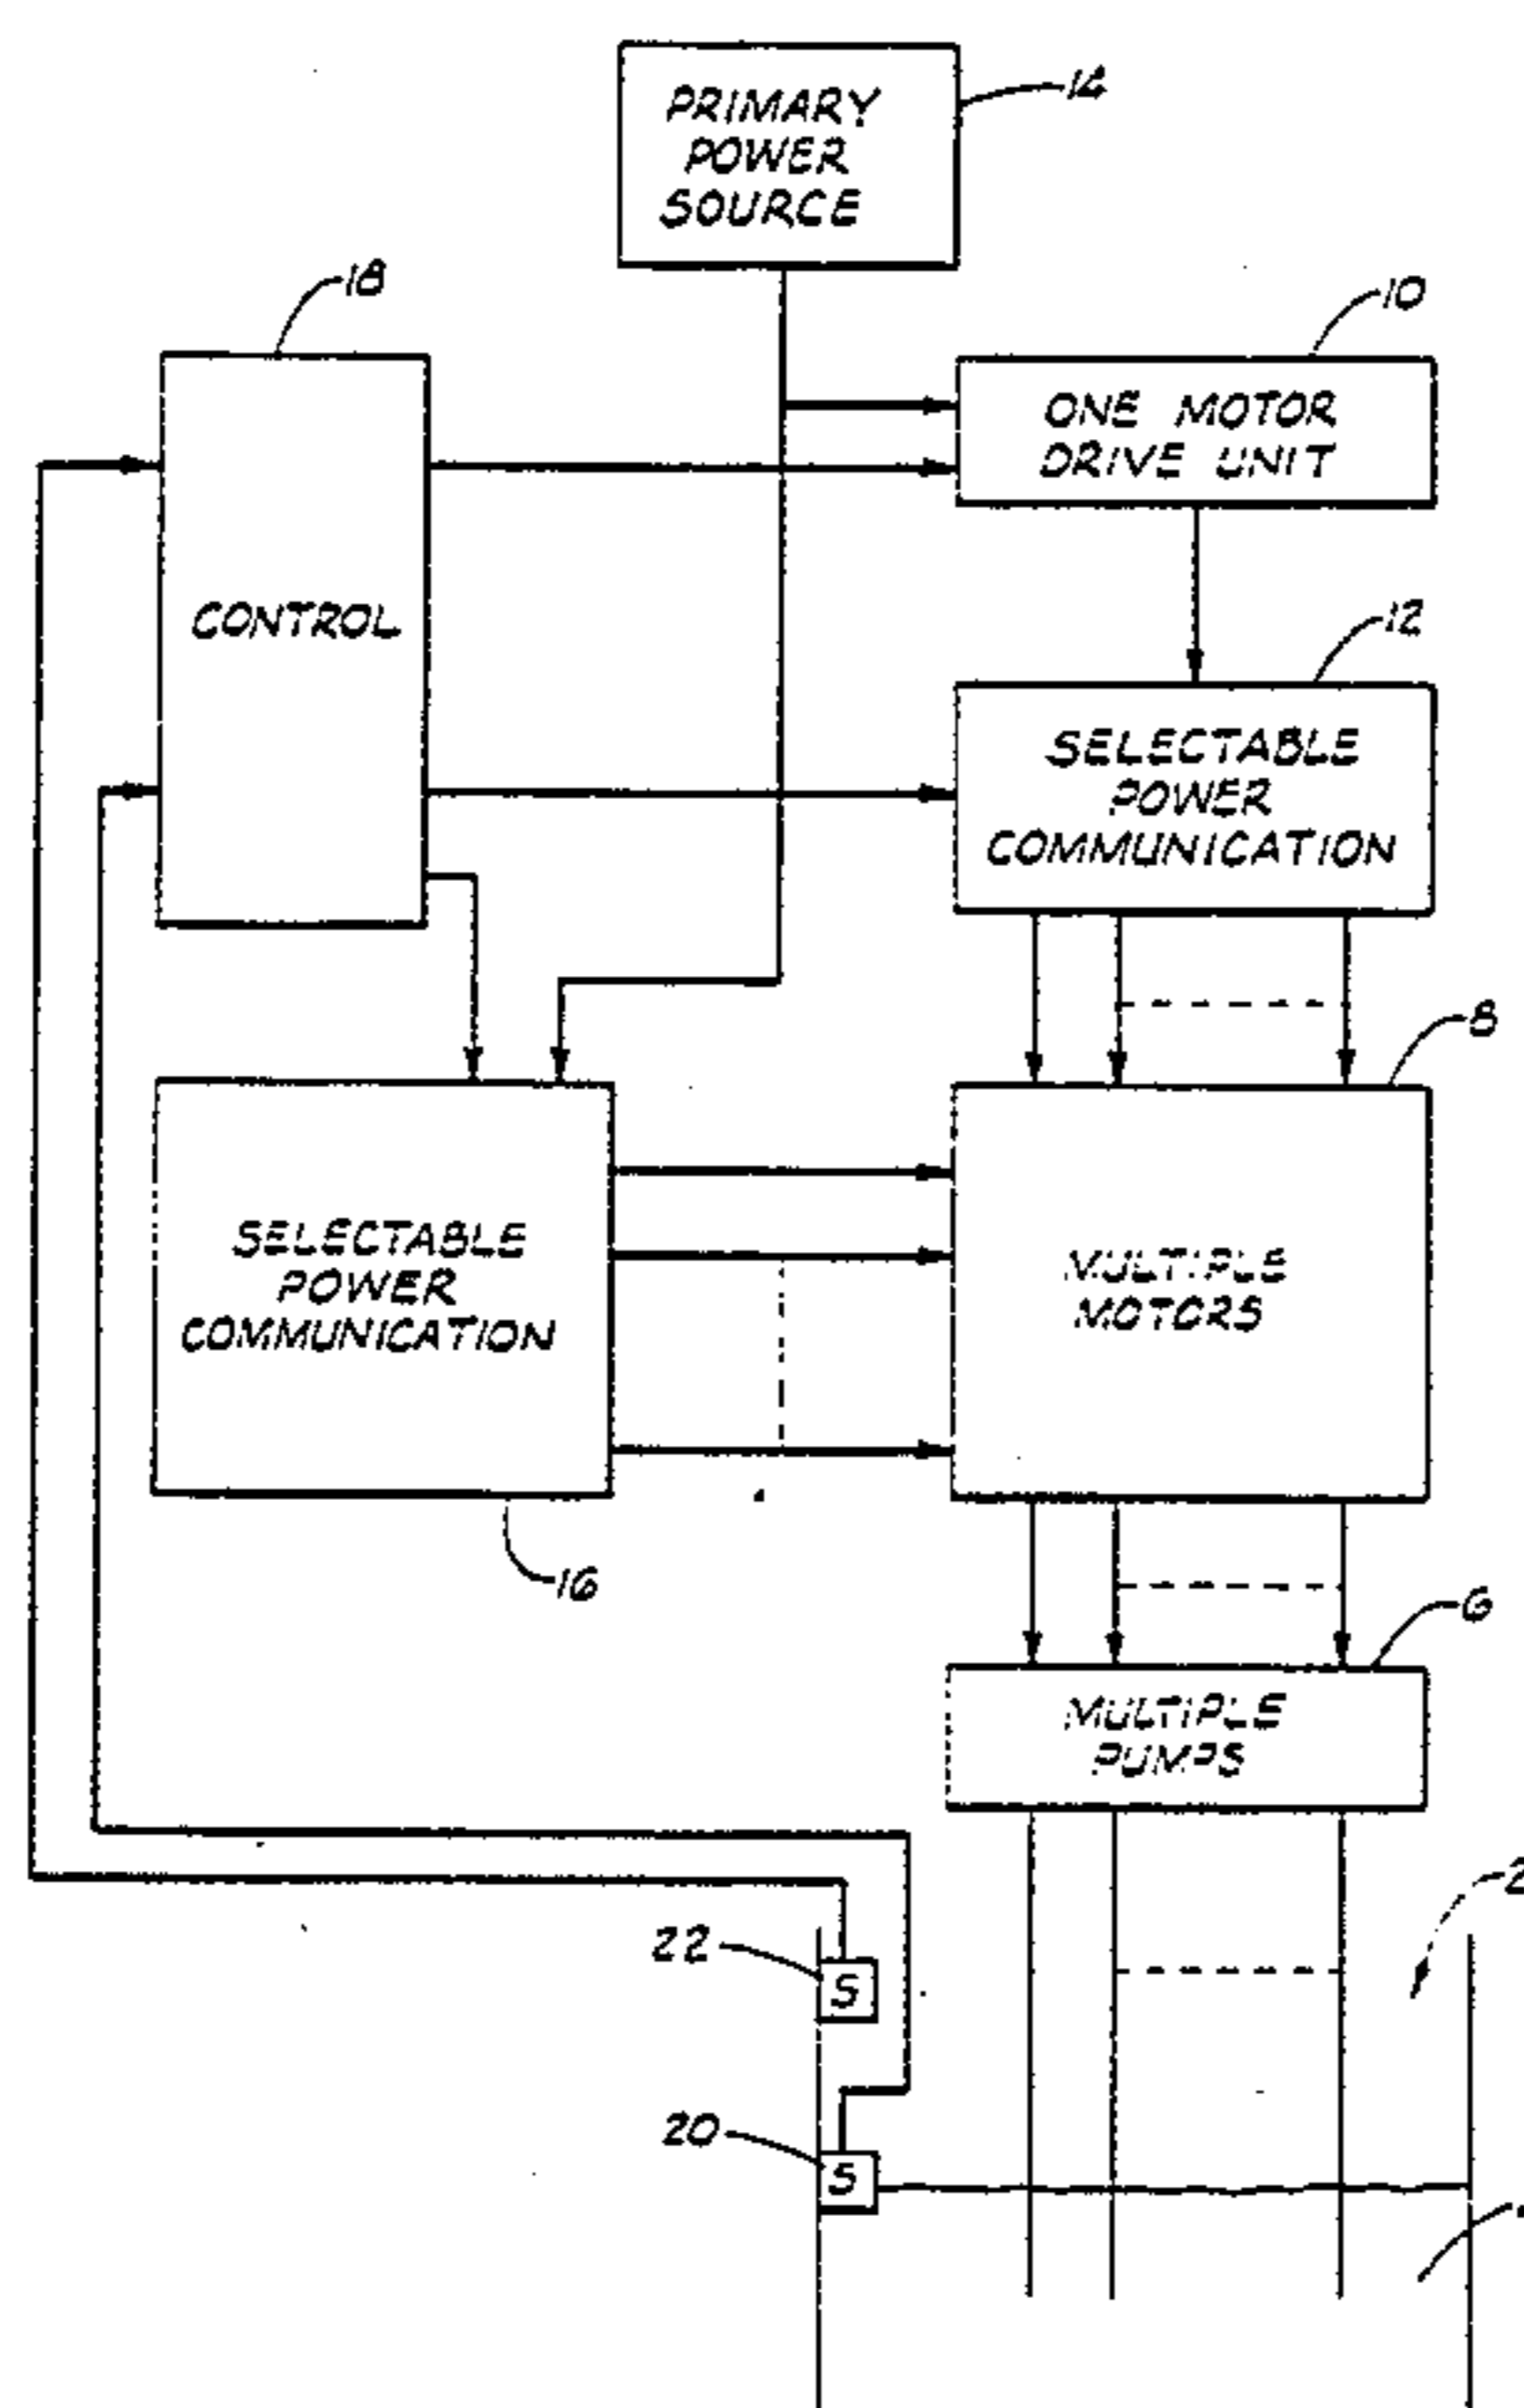 PRIMARY
POWER
SOURCE
18
10
ONE MOTOR
DRIVE UNIT
CONTROL
12
SELECTABLE
POWER
COMMUNICATION
8
SELECTABLE
POWER
COMMUNICATION
MULTIPLE
MOTORS
16
6
MULTIPLE
PUMPS
2
22
S
20
S